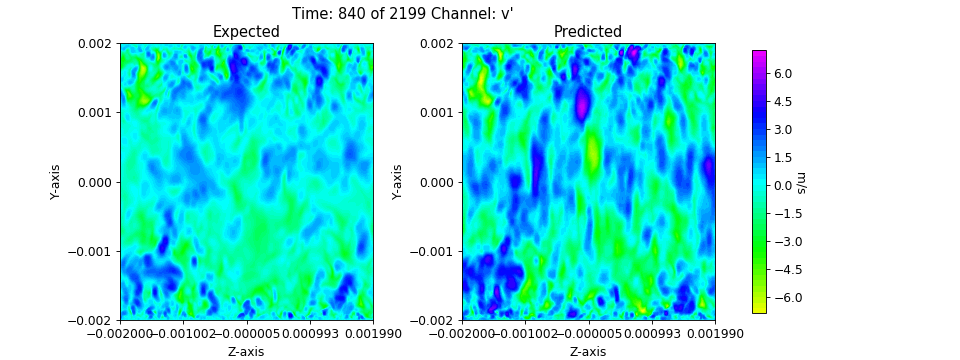 Time: 840 of 2199 Channel: v'
Expected
Predicted
0.002
0.001
0.000
−0.001
−0.002
Y-axis
−0.002000 −0.001002 −0.000005 0.000993 0.001990
Z-axis
0.002
0.001
0.000
−0.001
−0.002
Y-axis
−0.002000 −0.001002 −0.000005 0.000993 0.001990
Z-axis
6.0
4.5
3.0
1.5
0.0
−1.5
−3.0
−4.5
−6.0
m/s